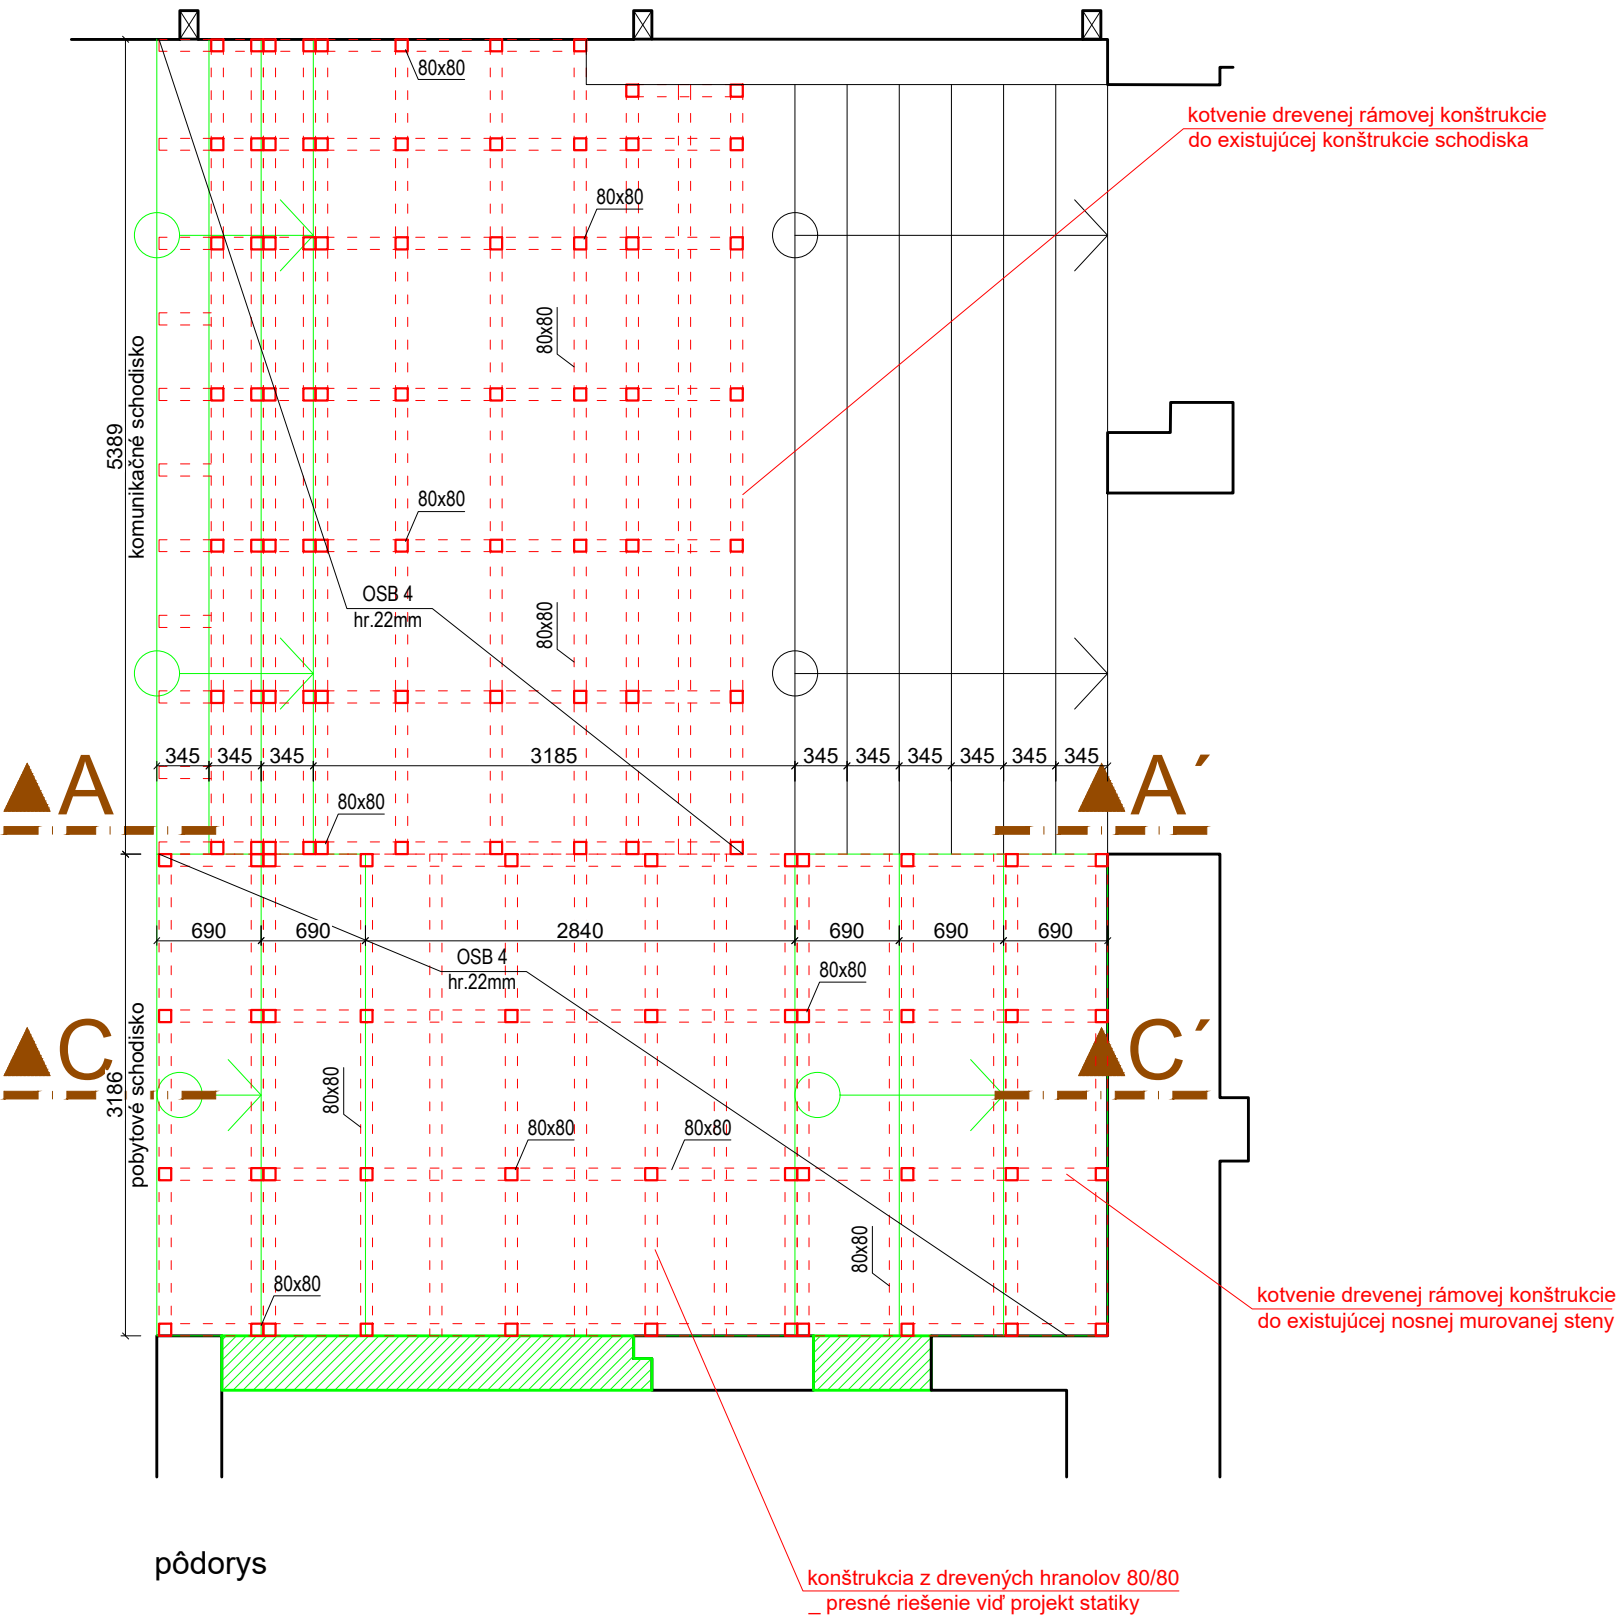 80x80
kotvenie drevenej rámovej konštrukcie
do existujúcej konštrukcie schodiska
80x80
80x80
5389
komunikačné schodisko
80x80
OSB 4
hr.22mm
80x80
345 345 345 3185 345 345 345 345 345 345
A A´
80x80
690 690 2840 690 690 690
OSB 4
hr.22mm
80x80
C C´
3186
pobytové schodisko
80x80
80x80
80x80
80x80
80x80
kotvenie drevenej rámovej konštrukcie
do existujúcej nosnej murovanej steny
pôdorys
konštrukcia z drevených hranolov 80/80
_ presné riešenie viď projekt statiky